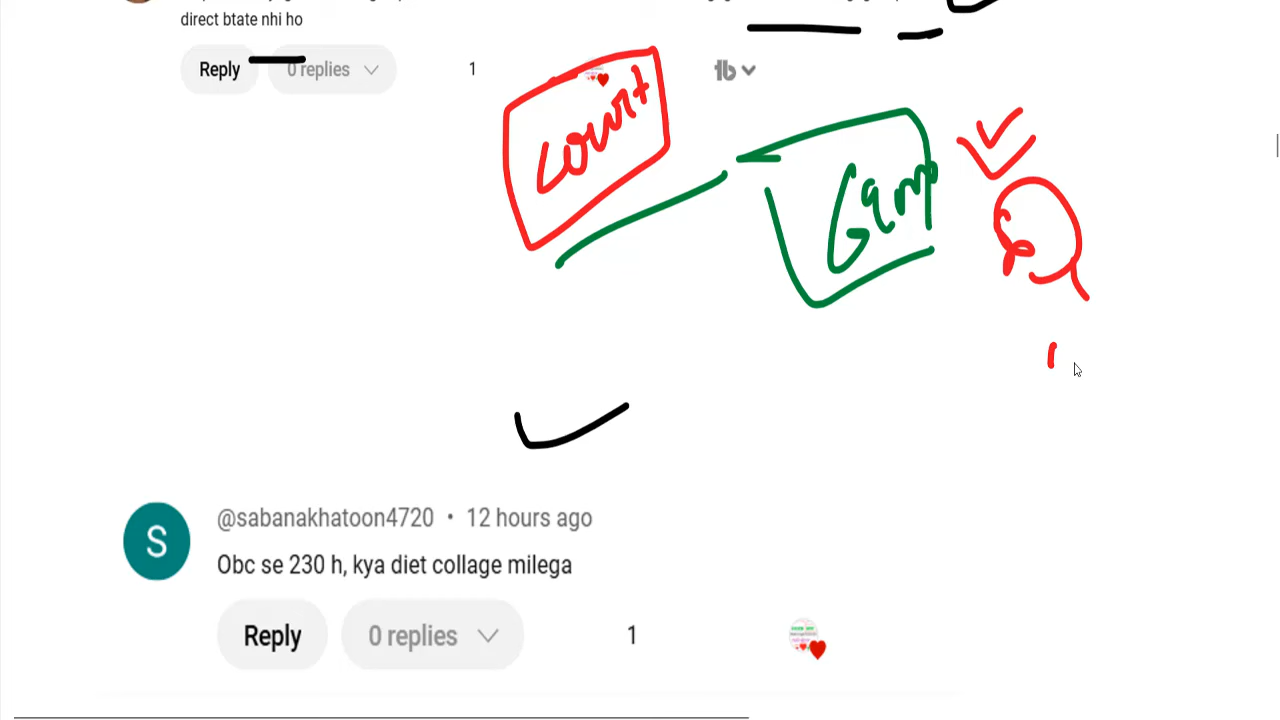 direct btate nhi ho
Reply
0 replies
1
Court
Gam
@sabanakhatoon4720 • 12 hours ago
Obc se 230 h, kya diet collage milega
Reply
0 replies
1